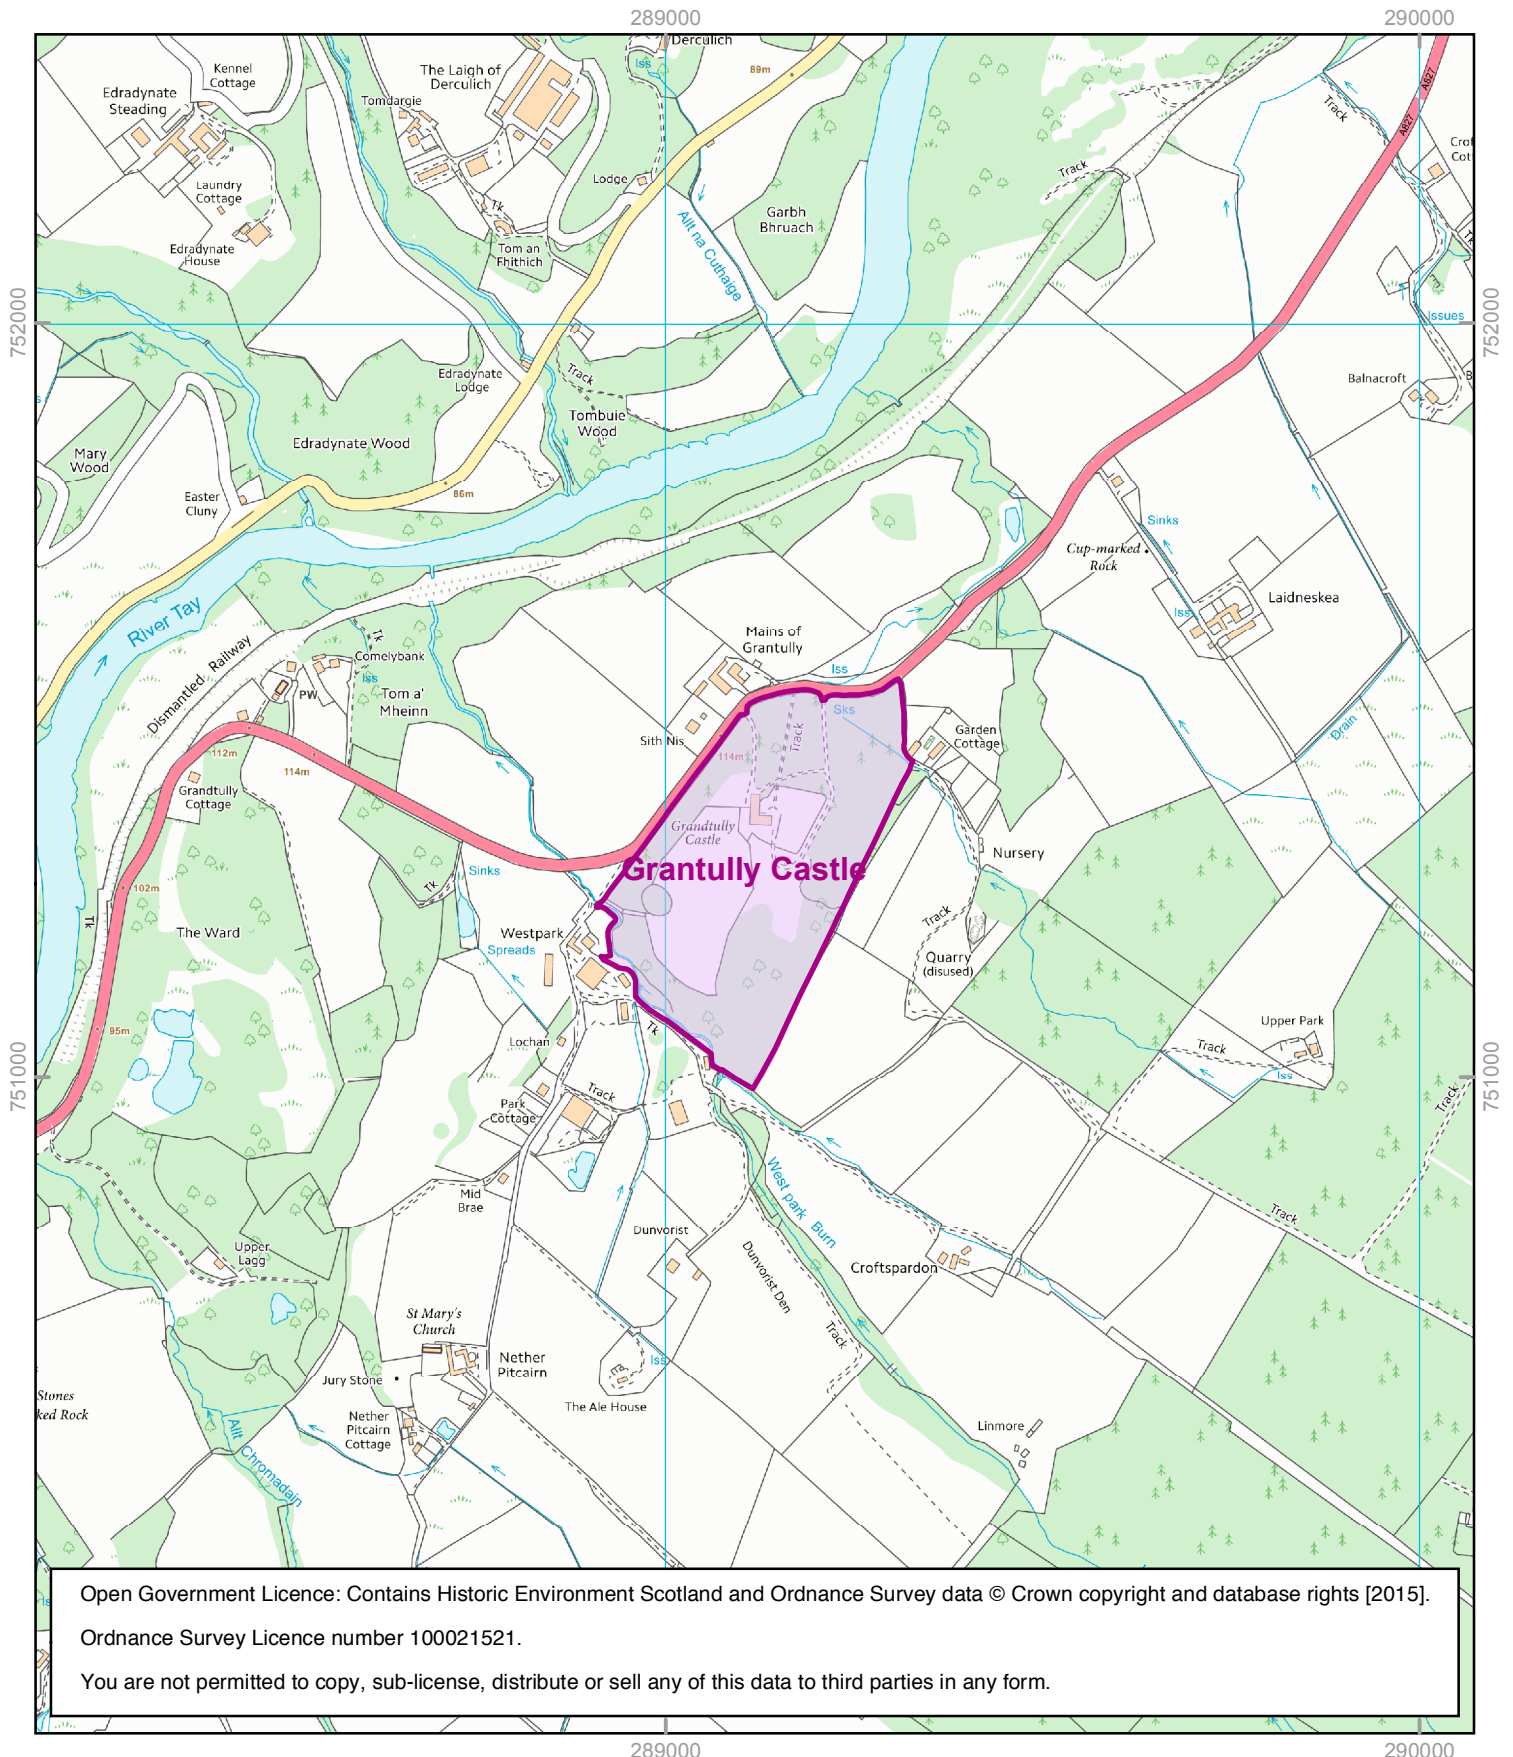 289000
290000
Derculich
Iss
89m
A827
A827
Kennel
Cottage
The Laigh of
Derculich
Edradynate
Steading
Tomdargie
Track
Track
Laundry
Cottage
Lodge
Tk
Garbh
Bhruach
Allt na Cuthaige
Edradynate
House
Tom an
Fhithich
752000
752000
Issues
Edradynate
Lodge
Track
Balnacroft
Tombuie
Wood
Edradynate Wood
Mary
Wood
86m
Easter
Cluny
Sinks
Cup-marked
Rock
Iss
Laidneskea
River Tay
Dismantled Railway
Tk
Comelybank
Iss
PW
Tom a'
Mheinn
Mains of
Grantully
Iss
Sks
Sith Nis
Track
Garden
Cottage
Drain
112m
114m
114m
Grandtully
Cottage
Grandtully
Castle
Grantully Castle
Nursery
Sinks
Tk
102m
Tk
The Ward
Westpark
Spreads
Track
Quarry
(disused)
95m
Lochan
Tk
Upper Park
Track
Iss
751000
751000
Track
Track
Park
Cottage
West park Burn
Mid
Brae
Track
Dunvorist
Upper
Lagg
Dunvorist Den
Croftspardon
St Mary's
Church
Track
Nether
Pitcairn
Iss
Jury Stone
The Ale House
Stones
ked Rock
Nether
Pitcairn
Cottage
Linmore
Allt Chromadain
Open Government Licence: Contains Historic Environment Scotland and Ordnance Survey data © Crown copyright and database rights [2015].
Ordnance Survey Licence number 100021521.
You are not permitted to copy, sub-license, distribute or sell any of this data to third parties in any form.
289000
290000